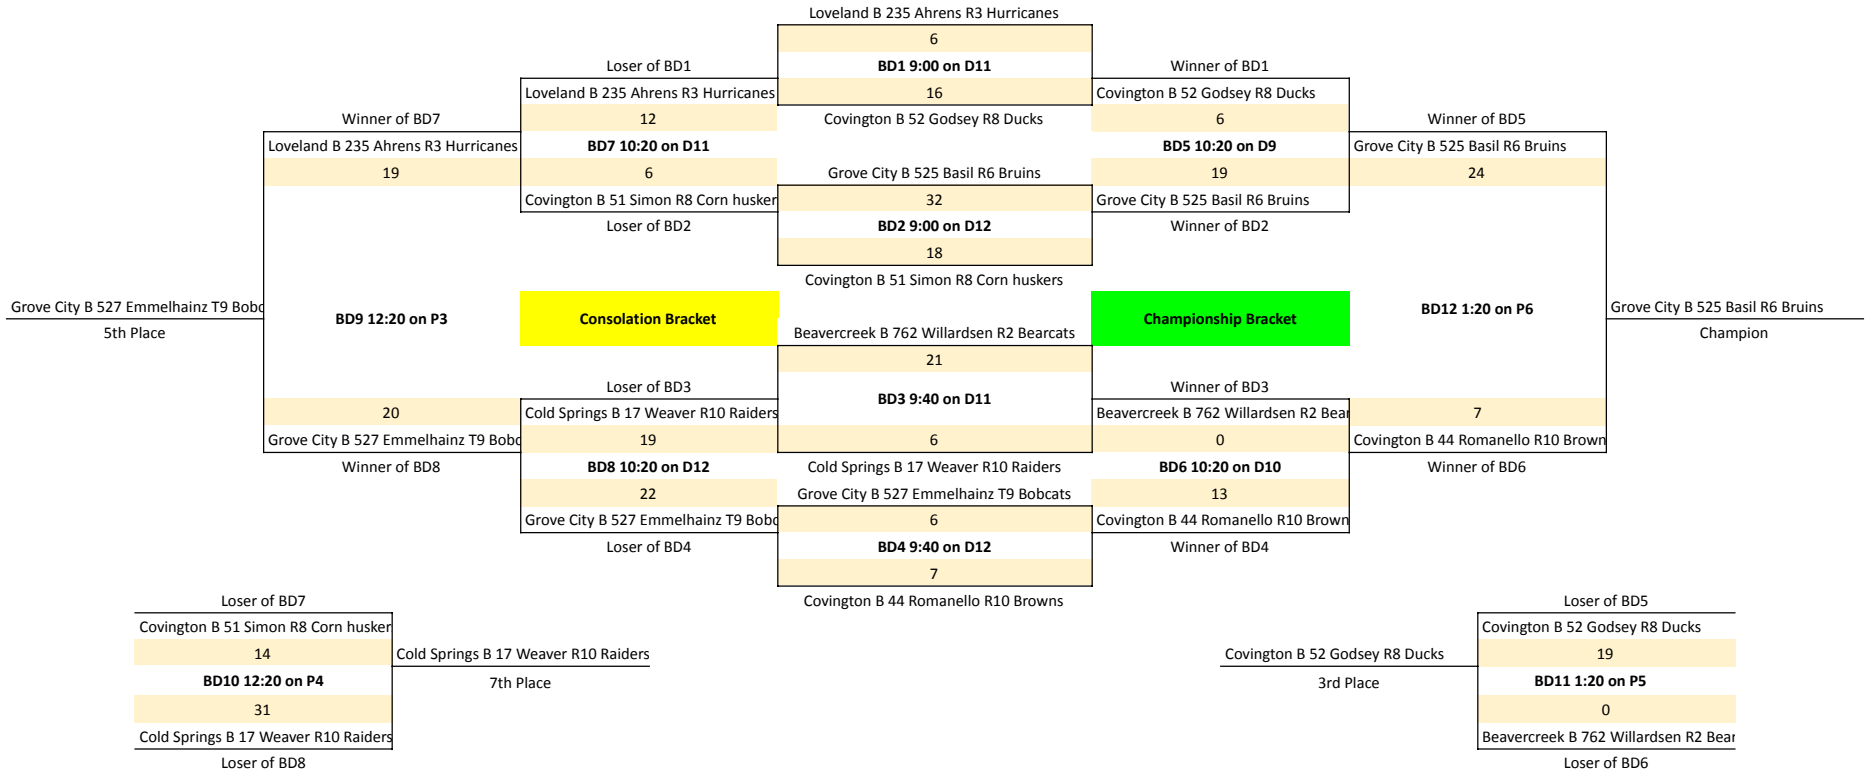 Loveland B 235 Ahrens R3 Hurricanes
6
Loser of BD1
BD1 9:00 on D11
Winner of BD1
Loveland B 235 Ahrens R3 Hurricanes
16
Covington B 52 Godsey R8 Ducks
Winner of BD7
12
Covington B 52 Godsey R8 Ducks
6
Winner of BD5
Loveland B 235 Ahrens R3 Hurricanes
BD7 10:20 on D11
BD5 10:20 on D9
Grove City B 525 Basil R6 Bruins
19
6
Grove City B 525 Basil R6 Bruins
19
24
Covington B 51 Simon R8 Corn husker
32
Grove City B 525 Basil R6 Bruins
Loser of BD2
BD2 9:00 on D12
Winner of BD2
18
Covington B 51 Simon R8 Corn huskers
Grove City B 527 Emmelhainz T9 Bobc
5th Place
BD9 12:20 on P3
Consolation Bracket
Championship Bracket
BD12 1:20 on P6
Grove City B 525 Basil R6 Bruins
Champion
Beavercreek B 762 Willardsen R2 Bearcats
21
Loser of BD3
BD3 9:40 on D11
Winner of BD3
20
Cold Springs B 17 Weaver R10 Raiders
Beavercreek B 762 Willardsen R2 Bear
7
Grove City B 527 Emmelhainz T9 Bobc
19
6
0
Covington B 44 Romanello R10 Brown
Winner of BD8
BD8 10:20 on D12
Cold Springs B 17 Weaver R10 Raiders
BD6 10:20 on D10
Winner of BD6
22
Grove City B 527 Emmelhainz T9 Bobcats
13
Grove City B 527 Emmelhainz T9 Bobc
6
Covington B 44 Romanello R10 Brown
Loser of BD4
BD4 9:40 on D12
Winner of BD4
7
Covington B 44 Romanello R10 Browns
Loser of BD7
Covington B 51 Simon R8 Corn husker
14
Cold Springs B 17 Weaver R10 Raiders
BD10 12:20 on P4
7th Place
31
Cold Springs B 17 Weaver R10 Raiders
Loser of BD8
Loser of BD5
Covington B 52 Godsey R8 Ducks
Covington B 52 Godsey R8 Ducks
19
3rd Place
BD11 1:20 on P5
0
Beavercreek B 762 Willardsen R2 Bear
Loser of BD6